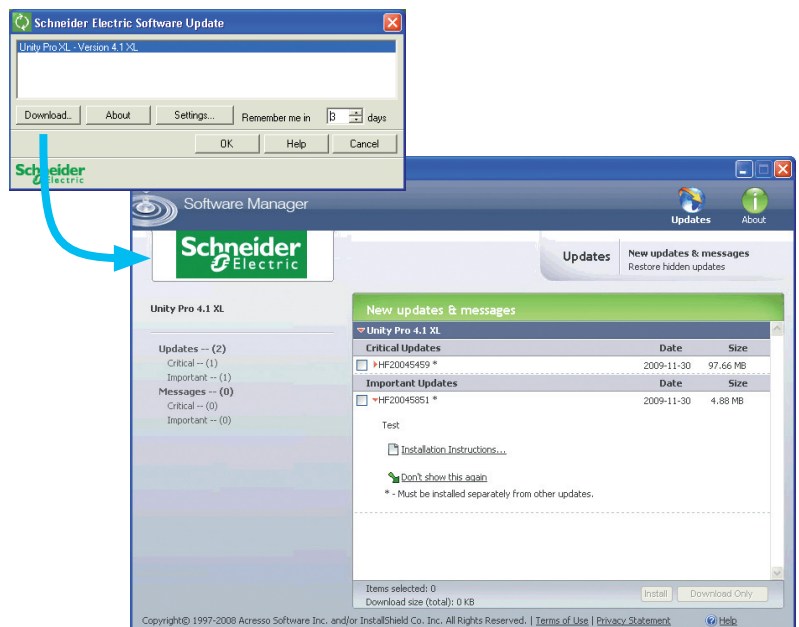 Schneider Electric Software Update
Unity Pro XL - Version 4.1 XL
Download... About Settings... Remember me in 3 days
OK Help Cancel
Schneider Electric
Software Manager
Updates About
Schneider Electric
Updates
New updates & messages
Restore hidden updates
Unity Pro 4.1 XL
Updates -- (2)
Critical -- (1)
Important -- (1)
Messages -- (0)
Critical -- (0)
Important -- (0)
New updates & messages
Unity Pro 4.1 XL
Critical Updates Date Size
HF20045459 * 2009-11-30 97.66 MB
Important Updates Date Size
HF20045851 * 2009-11-30 4.88 MB
Test
Installation Instructions...
Don't show this again
* - Must be installed separately from other updates.
Items selected: 0
Download size (total): 0 KB
Install Download Only
Copyright© 1997-2008 Acresso Software Inc. and/or InstallShield Co. Inc. All Rights Reserved. | Terms of Use | Privacy Statement Help